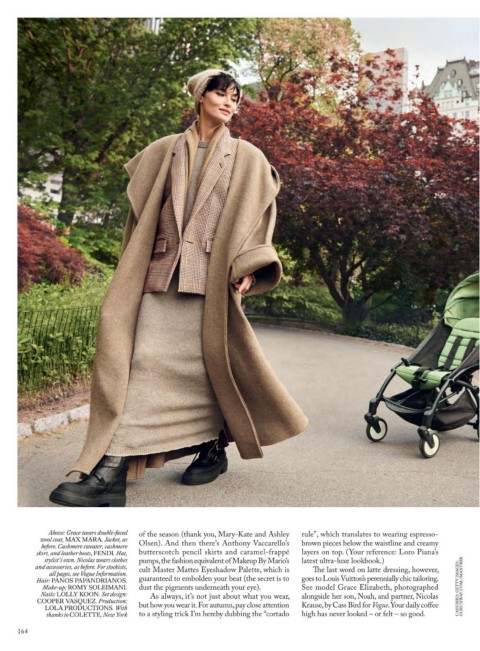 Above: Grace wears double-faced
wool coat, MAX MARA. Jacket, as
before. Cashmere sweater, cashmere
skirt, and leather boots, FENDI. Hat,
stylist's own. Nicolas wears clothes
and accessories, as before. For stockists,
all pages, see Vogue Information.
Hair: PANOS PAPANDRIANOS.
Make-up: ROMY SOLEIMANI.
Nails: LOLLY KOON. Set design:
COOPER VASQUEZ. Production:
LOLA PRODUCTIONS. With
thanks to COLETTE, New York
of the season (thank you, Mary-Kate and Ashley
Olsen). And then there's Anthony Vaccarello's
butterscotch pencil skirts and caramel-frappé
pumps, the fashion equivalent of Makeup By Mario's
cult Master Mattes Eyeshadow Palette, which is
guaranteed to embolden your beat (the secret is to
dust the pigments underneath your eye).
As always, it's not just about what you wear,
but how you wear it. For autumn, pay close attention
to a styling trick I'm hereby dubbing the "cortado
rule", which translates to wearing espresso-
brown pieces below the waistline and creamy
layers on top. (Your reference: Loro Piana's
latest ultra-luxe lookbook.)
The last word on latte dressing, however,
goes to Louis Vuitton's perennially chic tailoring.
See model Grace Elizabeth, photographed
alongside her son, Noah, and partner, Nicolas
Krause, by Cass Bird for Vogue. Your daily coffee
high has never looked – or felt – so good.
164